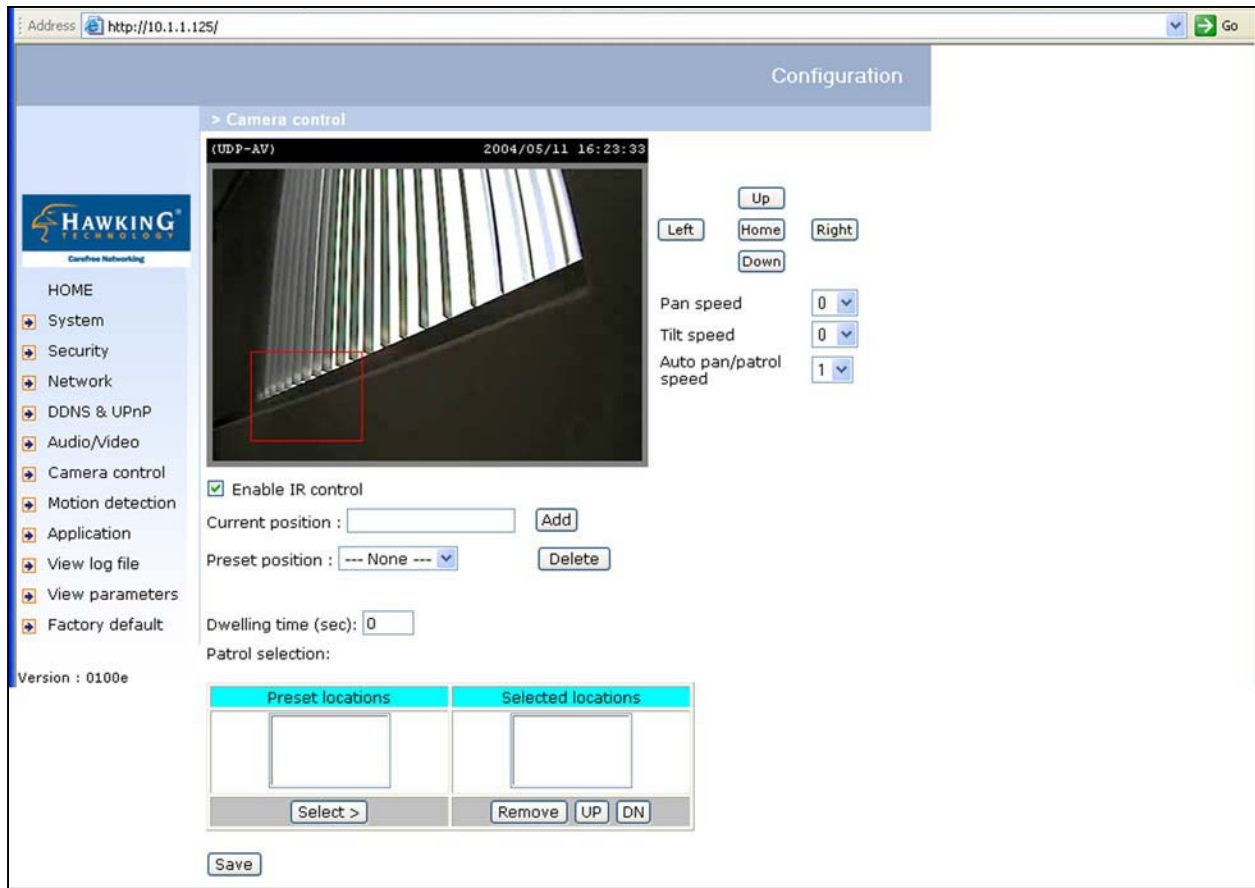 Address http://10.1.1.125/ Go
Configuration
> Camera control
(UDP-AV) 2004/05/11 16:23:33
HAWKING®
TECHNOLOGY
Carefree Networking
HOME
System
Security
Network
DDNS & UPnP
Audio/Video
Camera control
Motion detection
Application
View log file
View parameters
Factory default
Version : 0100e
Up
Left Home Right
Down
Pan speed 0
Tilt speed 0
Auto pan/patrol speed 1
Enable IR control
Current position : Add
Preset position : --- None --- Delete
Dwelling time (sec): 0
Patrol selection:
Preset locations Selected locations
Select > Remove UP DN
Save